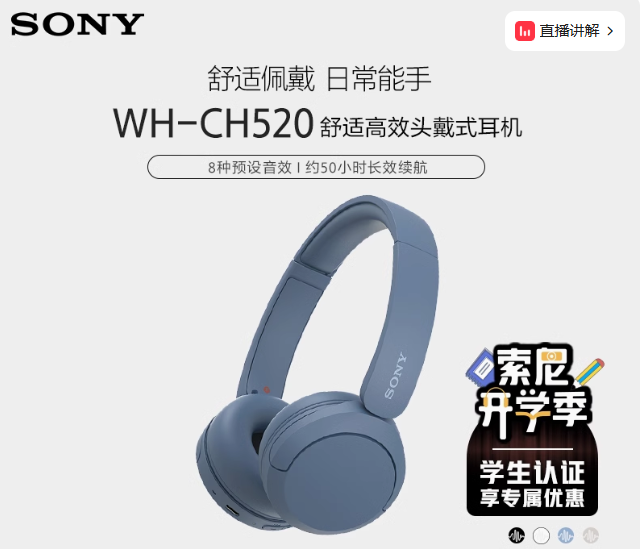 SONY
直播讲解
舒适佩戴 日常能手
WH-CH520 舒适高效头戴式耳机
8种预设音效 | 约50小时长效续航
SONY
索尼
开学季
学生认证
享专属优惠